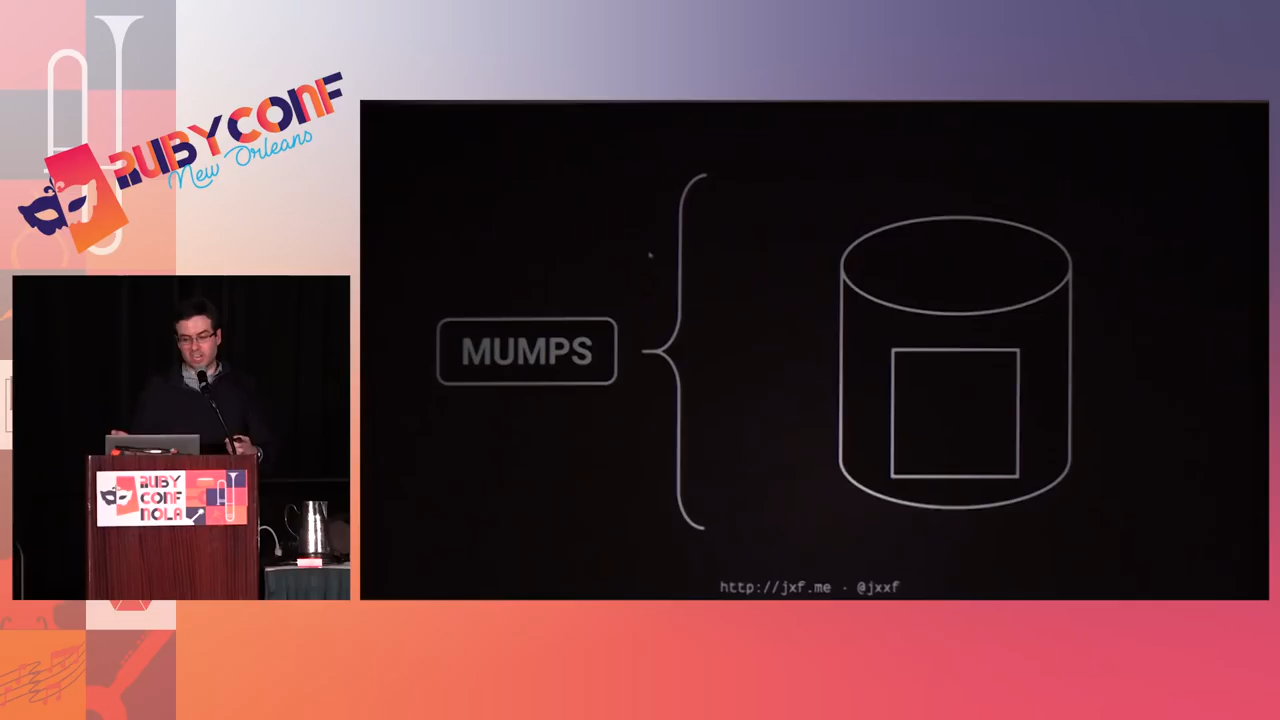 RUBYCONF
New Orleans
MUMPS
http://jxf.me · @jxxf
RUBY
CONF
NOLA